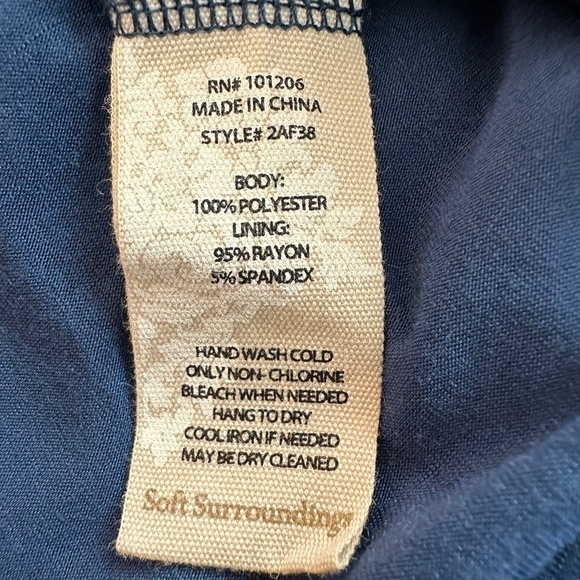 RN# 101206
MADE IN CHINA
STYLE# 2AF38
BODY:
100% POLYESTER
LINING:
95% RAYON
5% SPANDEX
HAND WASH COLD
ONLY NON- CHLORINE
BLEACH WHEN NEEDED
HANG TO DRY
COOL IRON IF NEEDED
MAY BE DRY CLEANED
Soft Surroundings